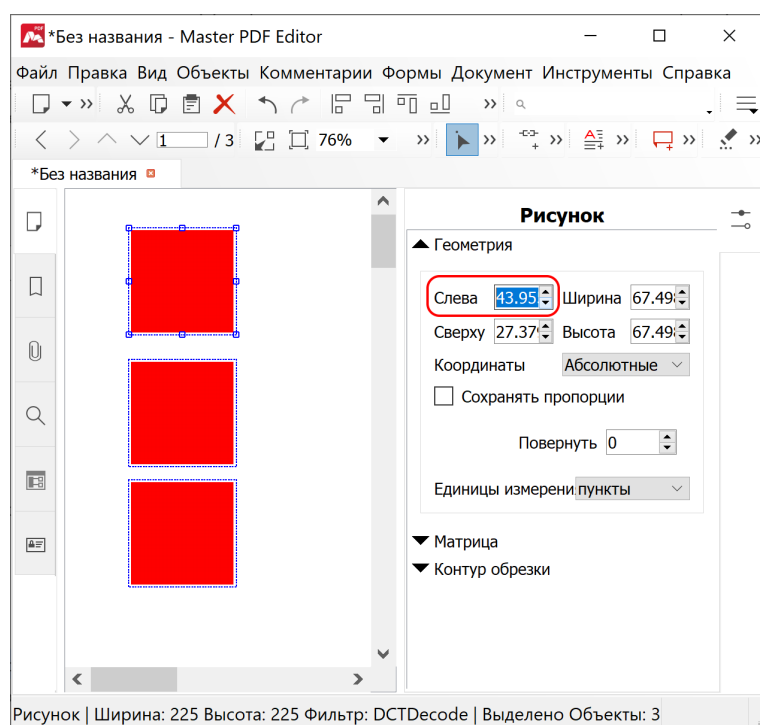 *Без названия - Master PDF Editor
Файл Правка Вид Объекты Комментарии Формы Документ Инструменты Справка
1 / 3 76%
*Без названия
Рисунок
Геометрия
Слева 43.95 Ширина 67.49
Сверху 27.37 Высота 67.49
Координаты Абсолютные
Сохранять пропорции
Повернуть 0
Единицы измерени пункты
Матрица
Контур обрезки
Рисунок | Ширина: 225 Высота: 225 Фильтр: DCTDecode | Выделено Объекты: 3